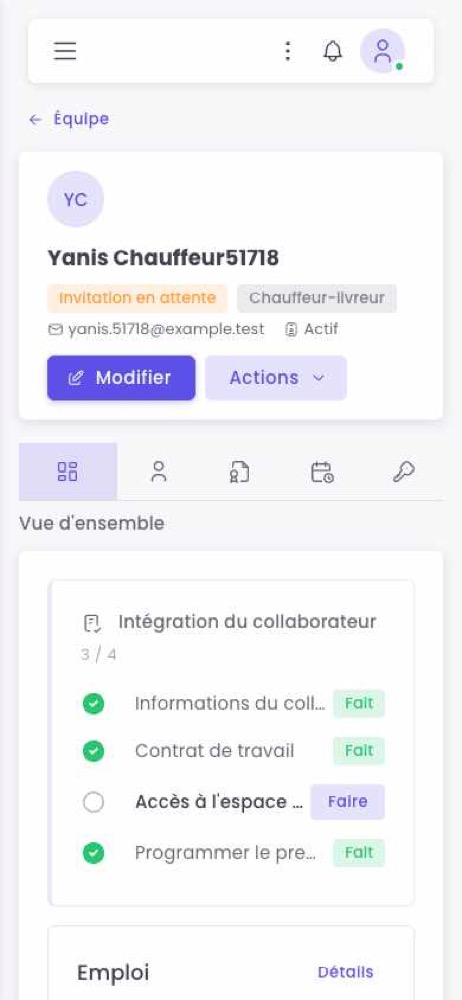 Équipe
YC
Yanis Chauffeur51718
Invitation en attente Chauffeur-livreur
yanis.51718@example.test Actif
Modifier Actions
Vue d'ensemble
Intégration du collaborateur
3 / 4
Informations du coll... Fait
Contrat de travail Fait
Accès à l'espace ... Faire
Programmer le pre... Fait
Emploi Détails